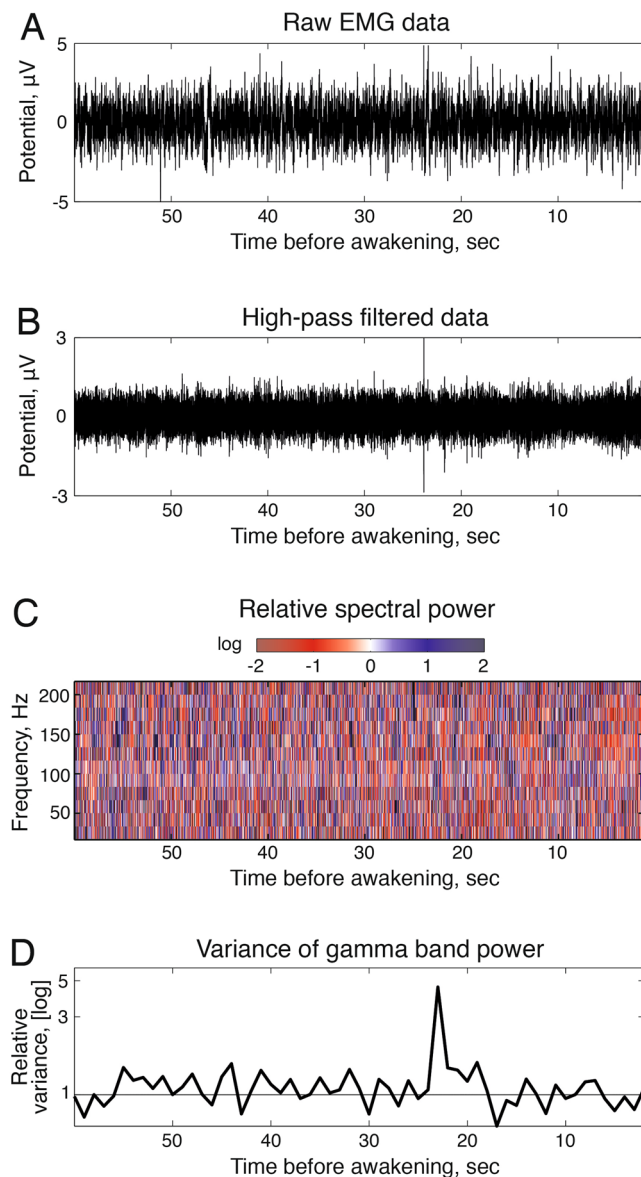 A
Raw EMG data
5
0
-5
Potential, µV
50 40 30 20 10
Time before awakening, sec
B
High-pass filtered data
3
0
-3
Potential, µV
50 40 30 20 10
Time before awakening, sec
C
Relative spectral power
log
-2 -1 0 1 2
200
150
100
50
Frequency, Hz
50 40 30 20 10
Time before awakening, sec
D
Variance of gamma band power
5
3
1
Relative
variance, [log]
50 40 30 20 10
Time before awakening, sec